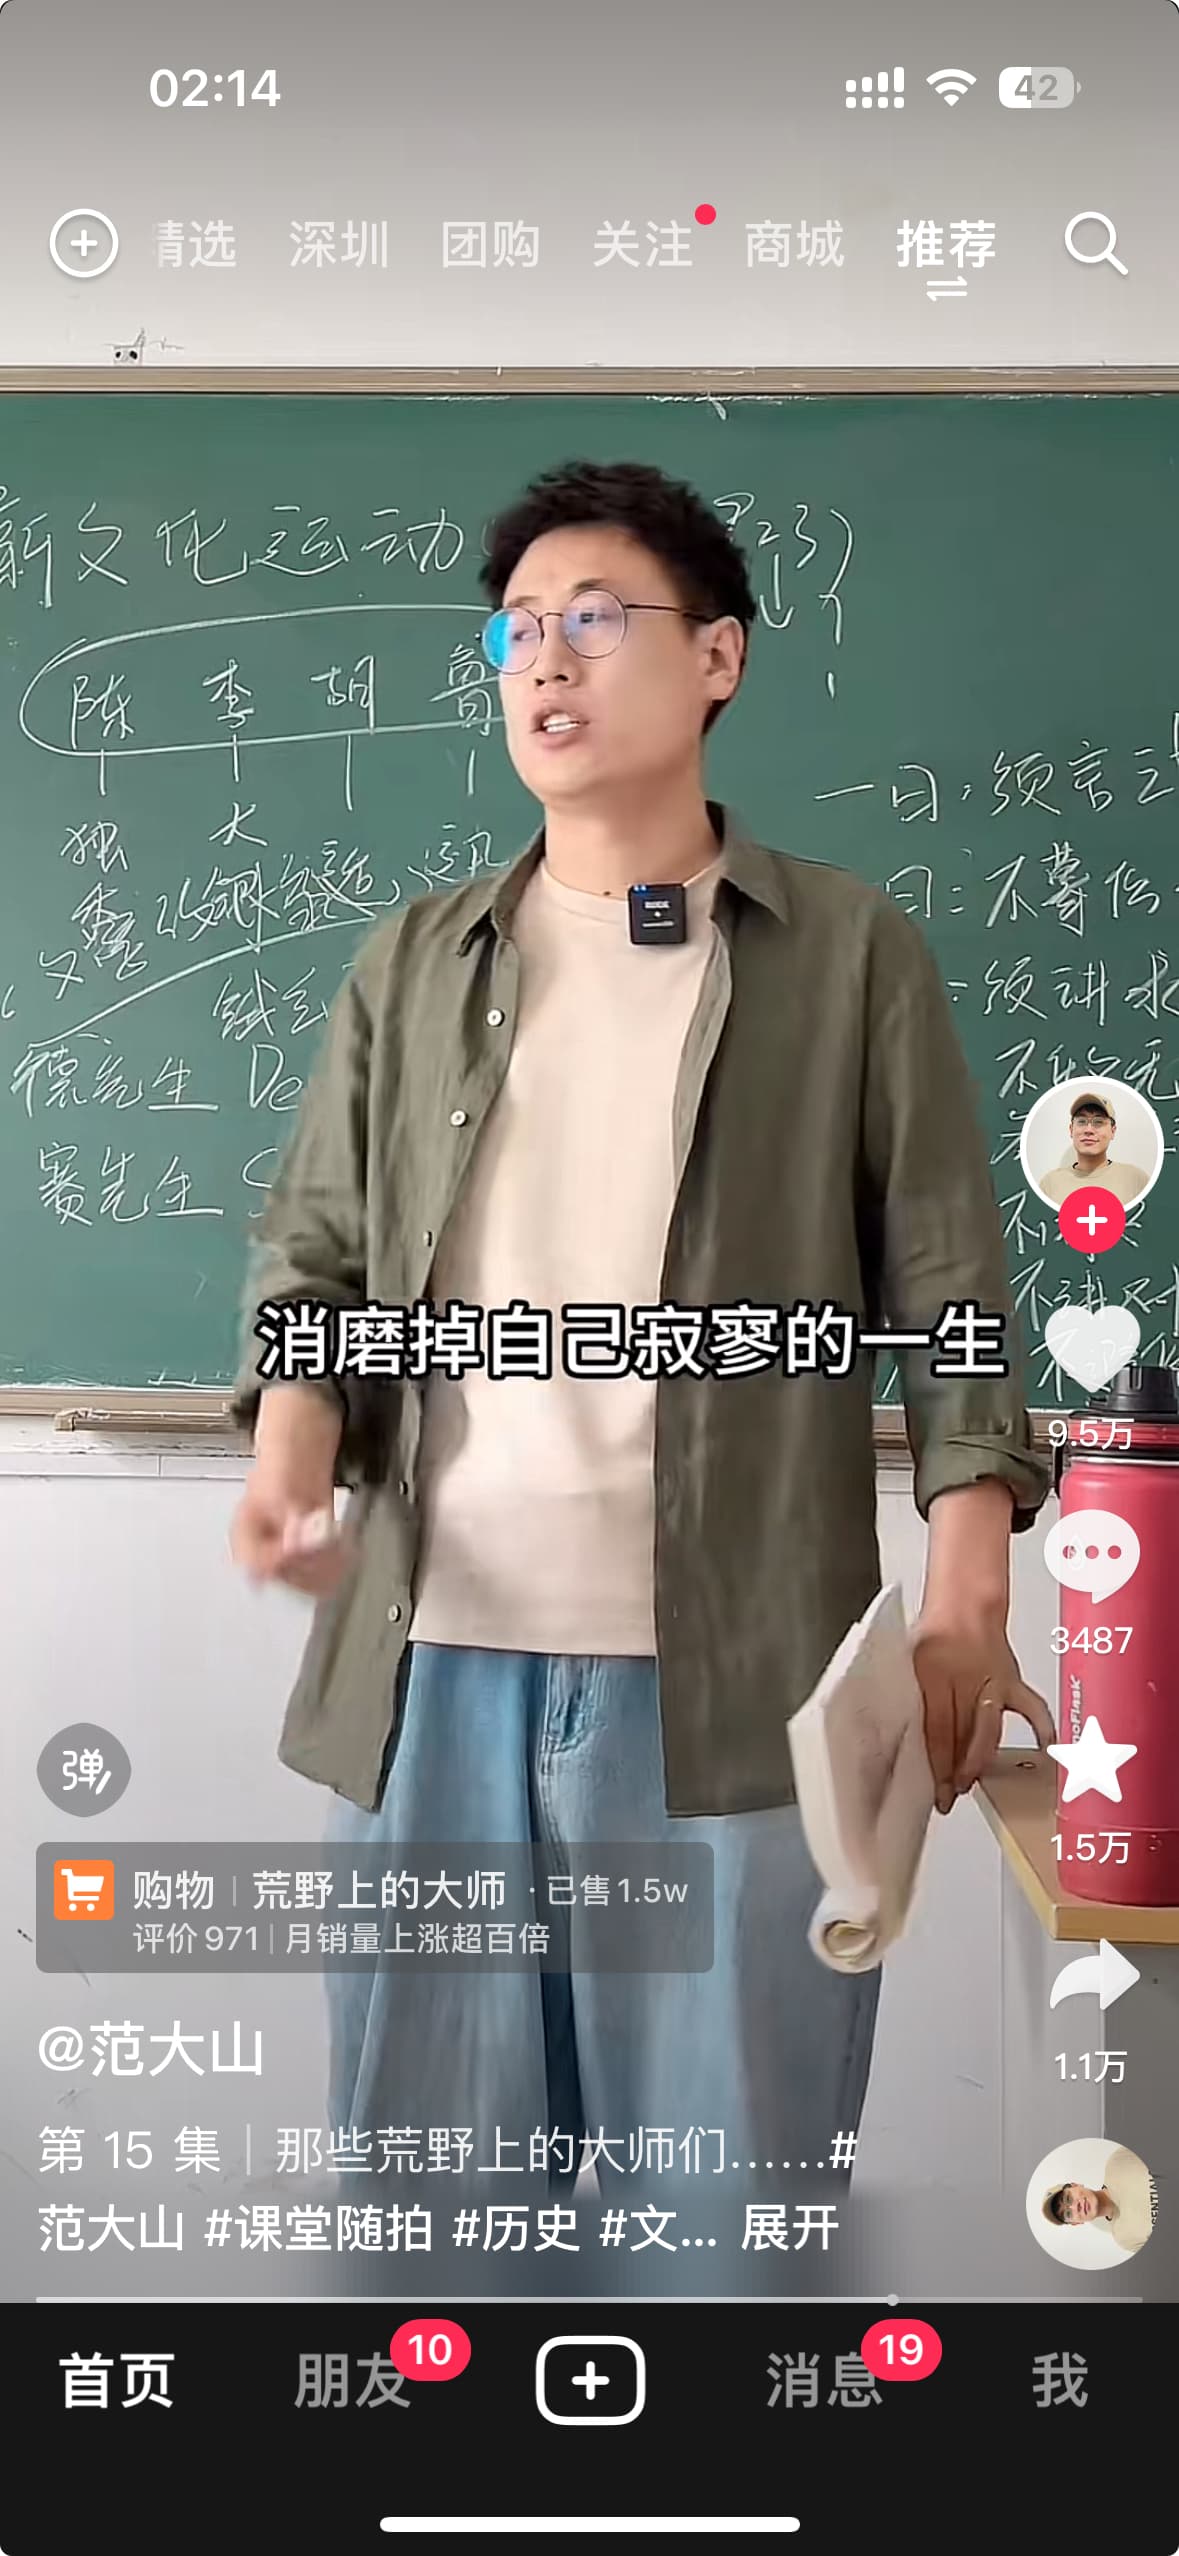 02:14
42
精选 深圳 团购 关注 商城 推荐
新文化运动
陈 李 胡 鲁
一日:须言之
独 大
秀 迅
日:不摹仿
须讲求
德先生 De
赛先生 S
消磨掉自己寂寥的一生
9.5万
3487
弹
1.5万
购物 | 荒野上的大师 · 已售1.5w
评价971 | 月销量上涨超百倍
1.1万
@范大山
第 15 集｜那些荒野上的大师们……#
范大山 #课堂随拍 #历史 #文... 展开
首页 朋友 10 消息 19 我